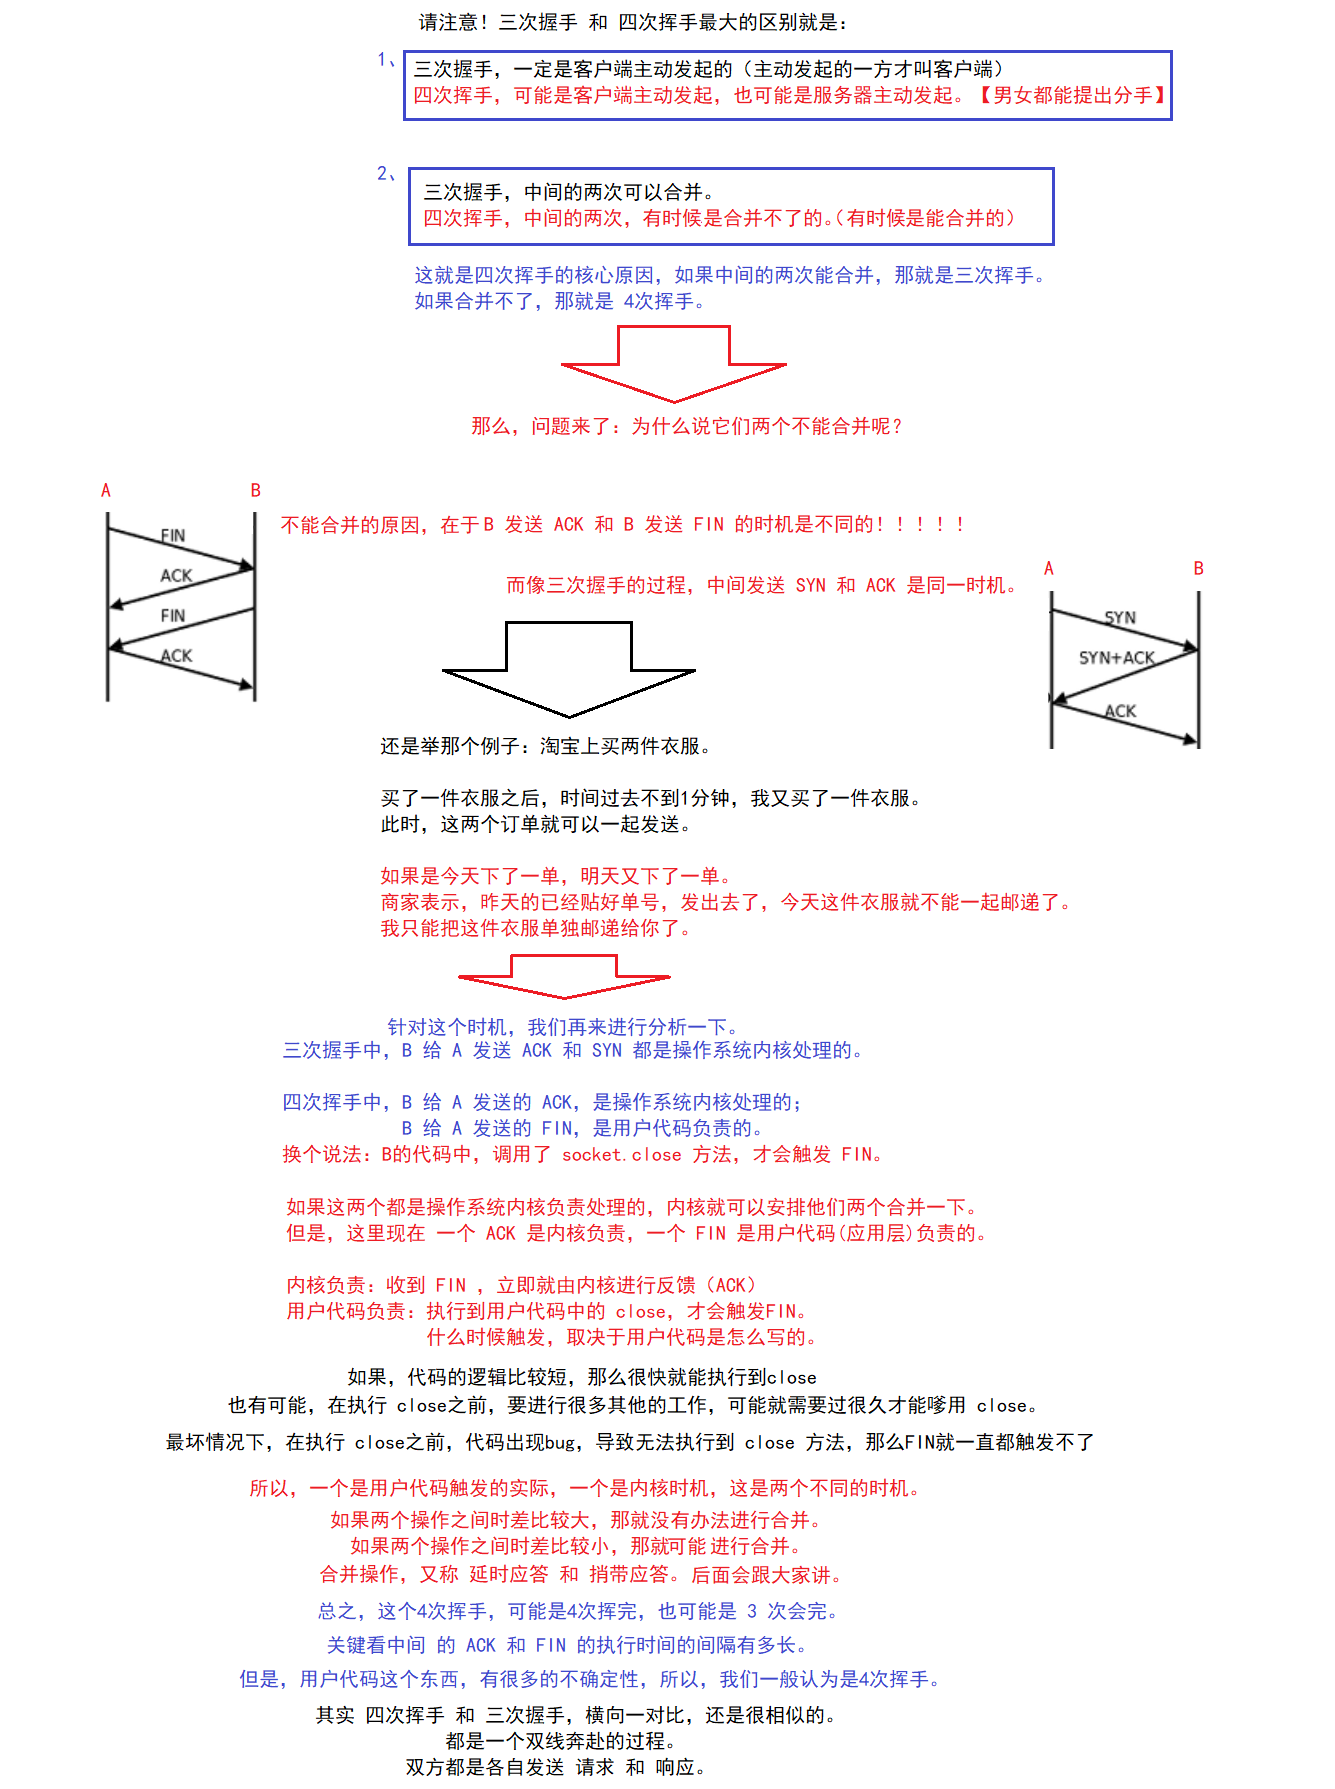 请注意！三次握手 和 四次挥手最大的区别就是：
1、
三次握手，一定是客户端主动发起的（主动发起的一方才叫客户端）
四次挥手，可能是客户端主动发起，也可能是服务器主动发起。【男女都能提出分手】
2、
三次握手，中间的两次可以合并。
四次挥手，中间的两次，有时候是合并不了的。（有时候是能合并的）
这就是四次挥手的核心原因，如果中间的两次能合并，那就是三次挥手。
如果合并不了，那就是 4次挥手。
那么，问题来了：为什么说它们两个不能合并呢？
A B
FIN
ACK
FIN
ACK
不能合并的原因，在于 B 发送 ACK 和 B 发送 FIN 的时机是不同的！！！！！
而像三次握手的过程，中间发送 SYN 和 ACK 是同一时机。
A B
SYN
SYN+ACK
ACK
还是举那个例子：淘宝上买两件衣服。
买了一件衣服之后，时间过去不到1分钟，我又买了一件衣服。
此时，这两个订单就可以一起发送。
如果是今天下了一单，明天又下了一单。
商家表示，昨天的已经贴好单号，发出去了，今天这件衣服就不能一起邮递了。
我只能把这件衣服单独邮递给你了。
针对这个时机，我们再来进行分析一下。
三次握手中，B 给 A 发送 ACK 和 SYN 都是操作系统内核处理的。
四次挥手中，B 给 A 发送的 ACK，是操作系统内核处理的；
B 给 A 发送的 FIN，是用户代码负责的。
换个说法：B的代码中，调用了 socket.close 方法，才会触发 FIN。
如果这两个都是操作系统内核负责处理的，内核就可以安排他们两个合并一下。
但是，这里现在 一个 ACK 是内核负责，一个 FIN 是用户代码(应用层)负责的。
内核负责：收到 FIN ，立即就由内核进行反馈（ACK）
用户代码负责：执行到用户代码中的 close，才会触发FIN。
什么时候触发，取决于用户代码是怎么写的。
如果，代码的逻辑比较短，那么很快就能执行到close
也有可能，在执行 close之前，要进行很多其他的工作，可能就需要过很久才能嗲用 close。
最坏情况下，在执行 close之前，代码出现bug，导致无法执行到 close 方法，那么FIN就一直都触发不了
所以，一个是用户代码触发的实际，一个是内核时机，这是两个不同的时机。
如果两个操作之间时差比较大，那就没有办法进行合并。
如果两个操作之间时差比较小，那就可能 进行合并。
合并操作，又称 延时应答 和 捎带应答。后面会跟大家讲。
总之，这个4次挥手，可能是4次挥完，也可能是 3 次会完。
关键看中间 的 ACK 和 FIN 的执行时间的间隔有多长。
但是，用户代码这个东西，有很多的不确定性，所以，我们一般认为是4次挥手。
其实 四次挥手 和 三次握手，横向一对比，还是很相似的。
都是一个双线奔赴的过程。
双方都是各自发送 请求 和 响应。